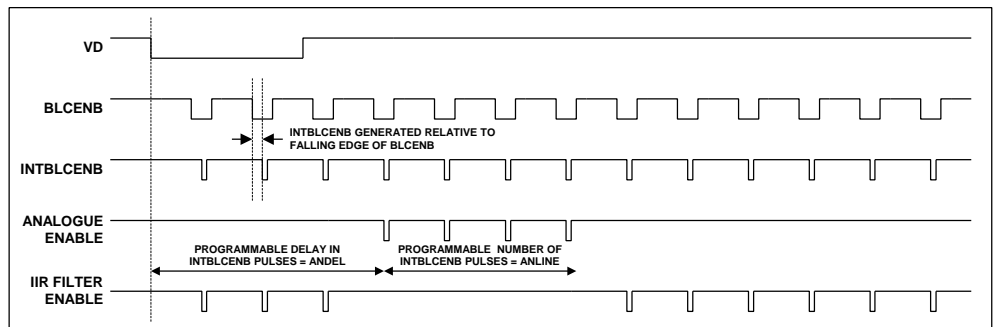 VD
BLCENB
INTBLCENB GENERATED RELATIVE TO
FALLING EDGE OF BLCENB
INTBLCENB
ANALOGUE
ENABLE
PROGRAMMABLE DELAY IN
INTBLCENB PULSES = ANDEL
PROGRAMMABLE NUMBER OF
INTBLCENB PULSES = ANLINE
IIR FILTER
ENABLE